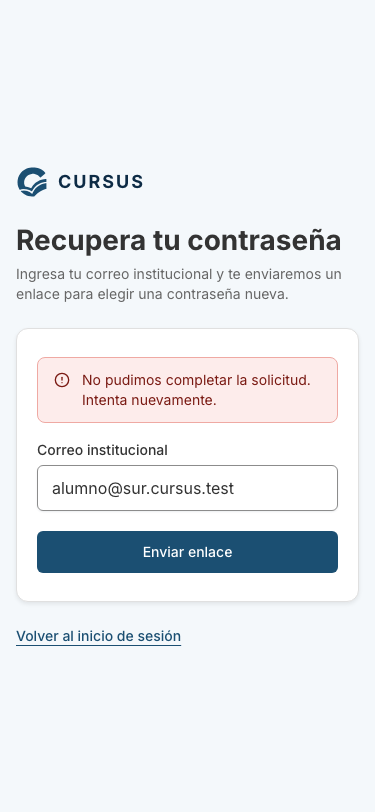 CURSUS
Recupera tu contraseña
Ingresa tu correo institucional y te enviaremos un
enlace para elegir una contraseña nueva.
No pudimos completar la solicitud.
Intenta nuevamente.
Correo institucional
alumno@sur.cursus.test
Enviar enlace
Volver al inicio de sesión